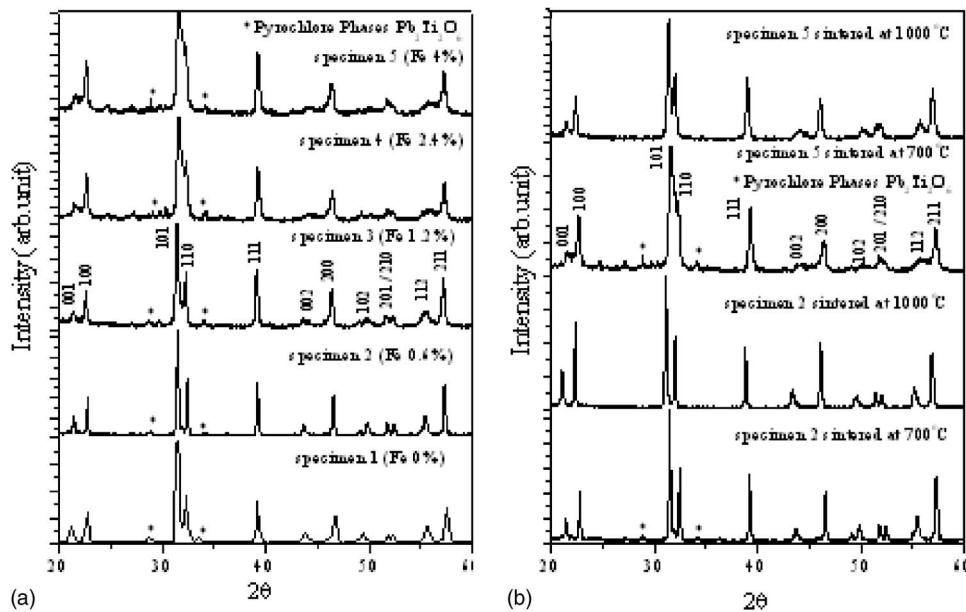 * Pyrochlore Phases Pb2Ti2O6
specimen 5 (Fe 4%)
specimen 4 (Fe 2.4%)
specimen 3 (Fe 1.2%)
001
100
101
110
111
002
200
102
201 / 210
112
211
specimen 2 (Fe 0.6%)
specimen 1 (Fe 0%)
Intensity ( arb.unit)
20 30 40 50 60
2θ
(a)
specimen 5 sintered at 1000°C
specimen 5 sintered at 700°C
* Pyrochlore Phases Pb2Ti2O6
001
100
101
110
111
002
200
102
201 / 210
112
211
specimen 2 sintered at 1000°C
specimen 2 sintered at 700°C
Intensity (arb.unit)
20 30 40 50 60
2θ
(b)